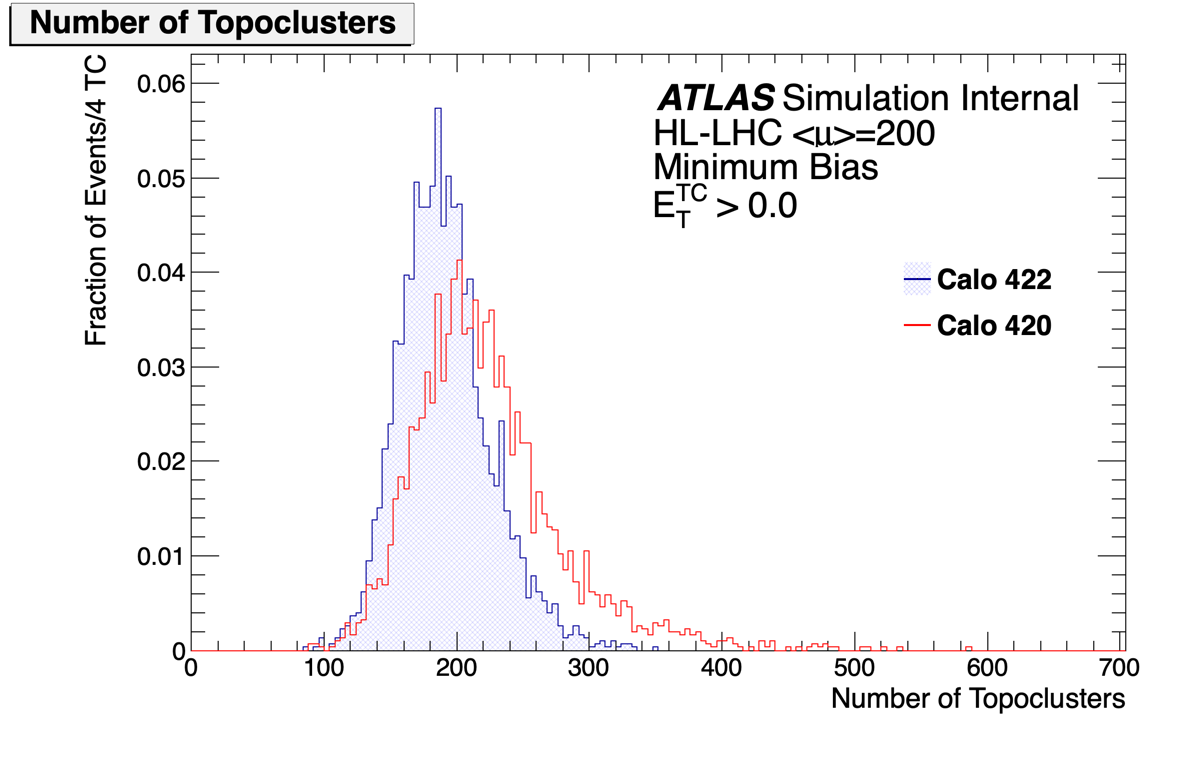 Number of Topoclusters
Fraction of Events/4 TC
0.06
0.05
0.04
0.03
0.02
0.01
0
ATLAS Simulation Internal
HL-LHC <μ>=200
Minimum Bias
E_T^TC > 0.0
Calo 422
Calo 420
0 100 200 300 400 500 600 700
Number of Topoclusters